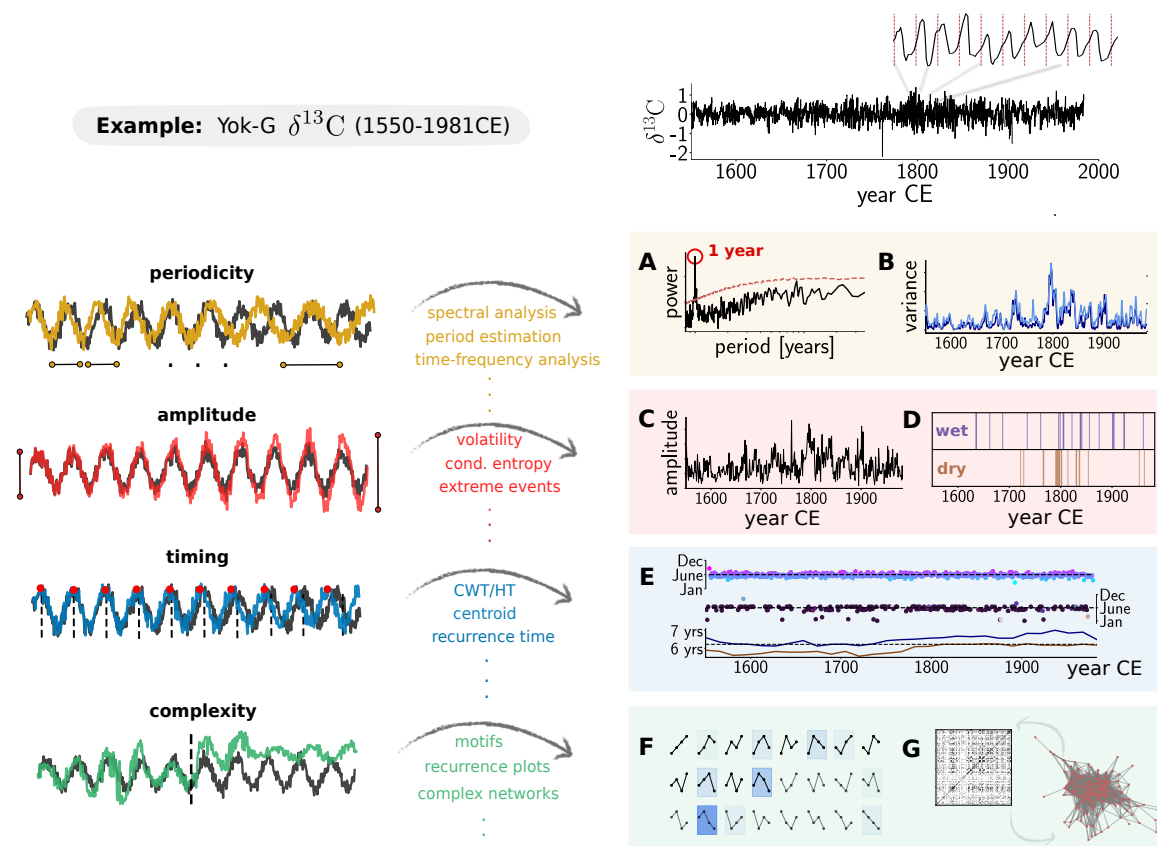 Example: Yok-G δ¹³C (1550-1981CE)
δ¹³C
1
0
-1
-2
1600 1700 1800 1900 2000
year CE
periodicity
spectral analysis
period estimation
time-frequency analysis
A
1 year
power
period [years]
B
variance
1600 1700 1800 1900
year CE
amplitude
volatility
cond. entropy
extreme events
C
amplitude
1600 1700 1800 1900
year CE
D
wet
dry
1600 1700 1800 1900
year CE
timing
CWT/HT
centroid
recurrence time
E
Dec
June
Jan
Dec
June
Jan
7 yrs
6 yrs
1600 1700 1800 1900 year CE
complexity
motifs
recurrence plots
complex networks
F
G